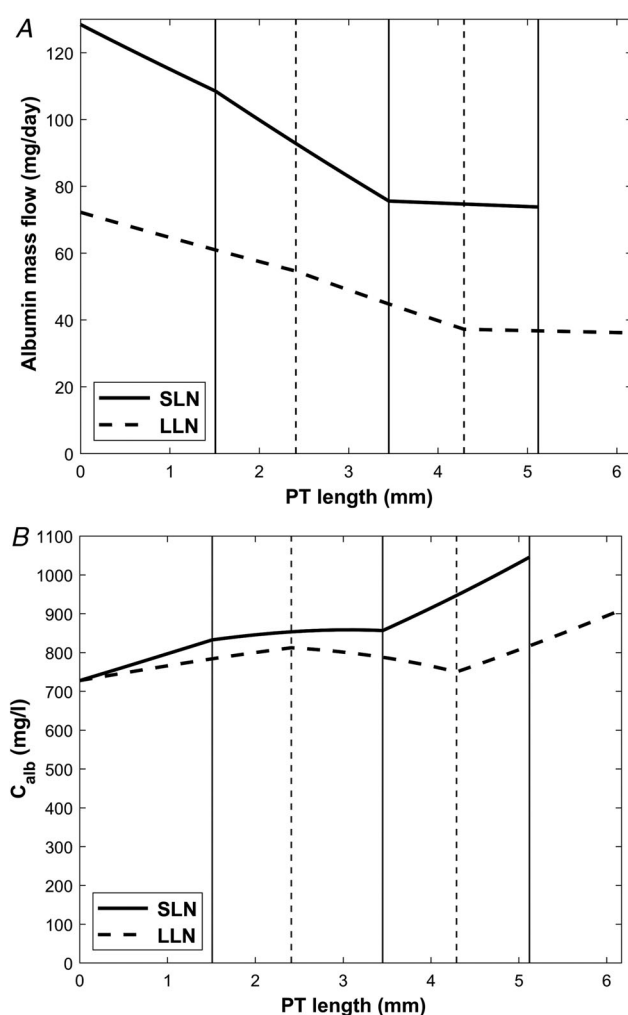 A
Albumin mass flow (mg/day)
120
100
80
60
40
20
0
SLN
LLN
0 1 2 3 4 5 6
PT length (mm)
B
C_alb (mg/l)
1100
1000
900
800
700
600
500
400
300
200
100
0
SLN
LLN
0 1 2 3 4 5 6
PT length (mm)